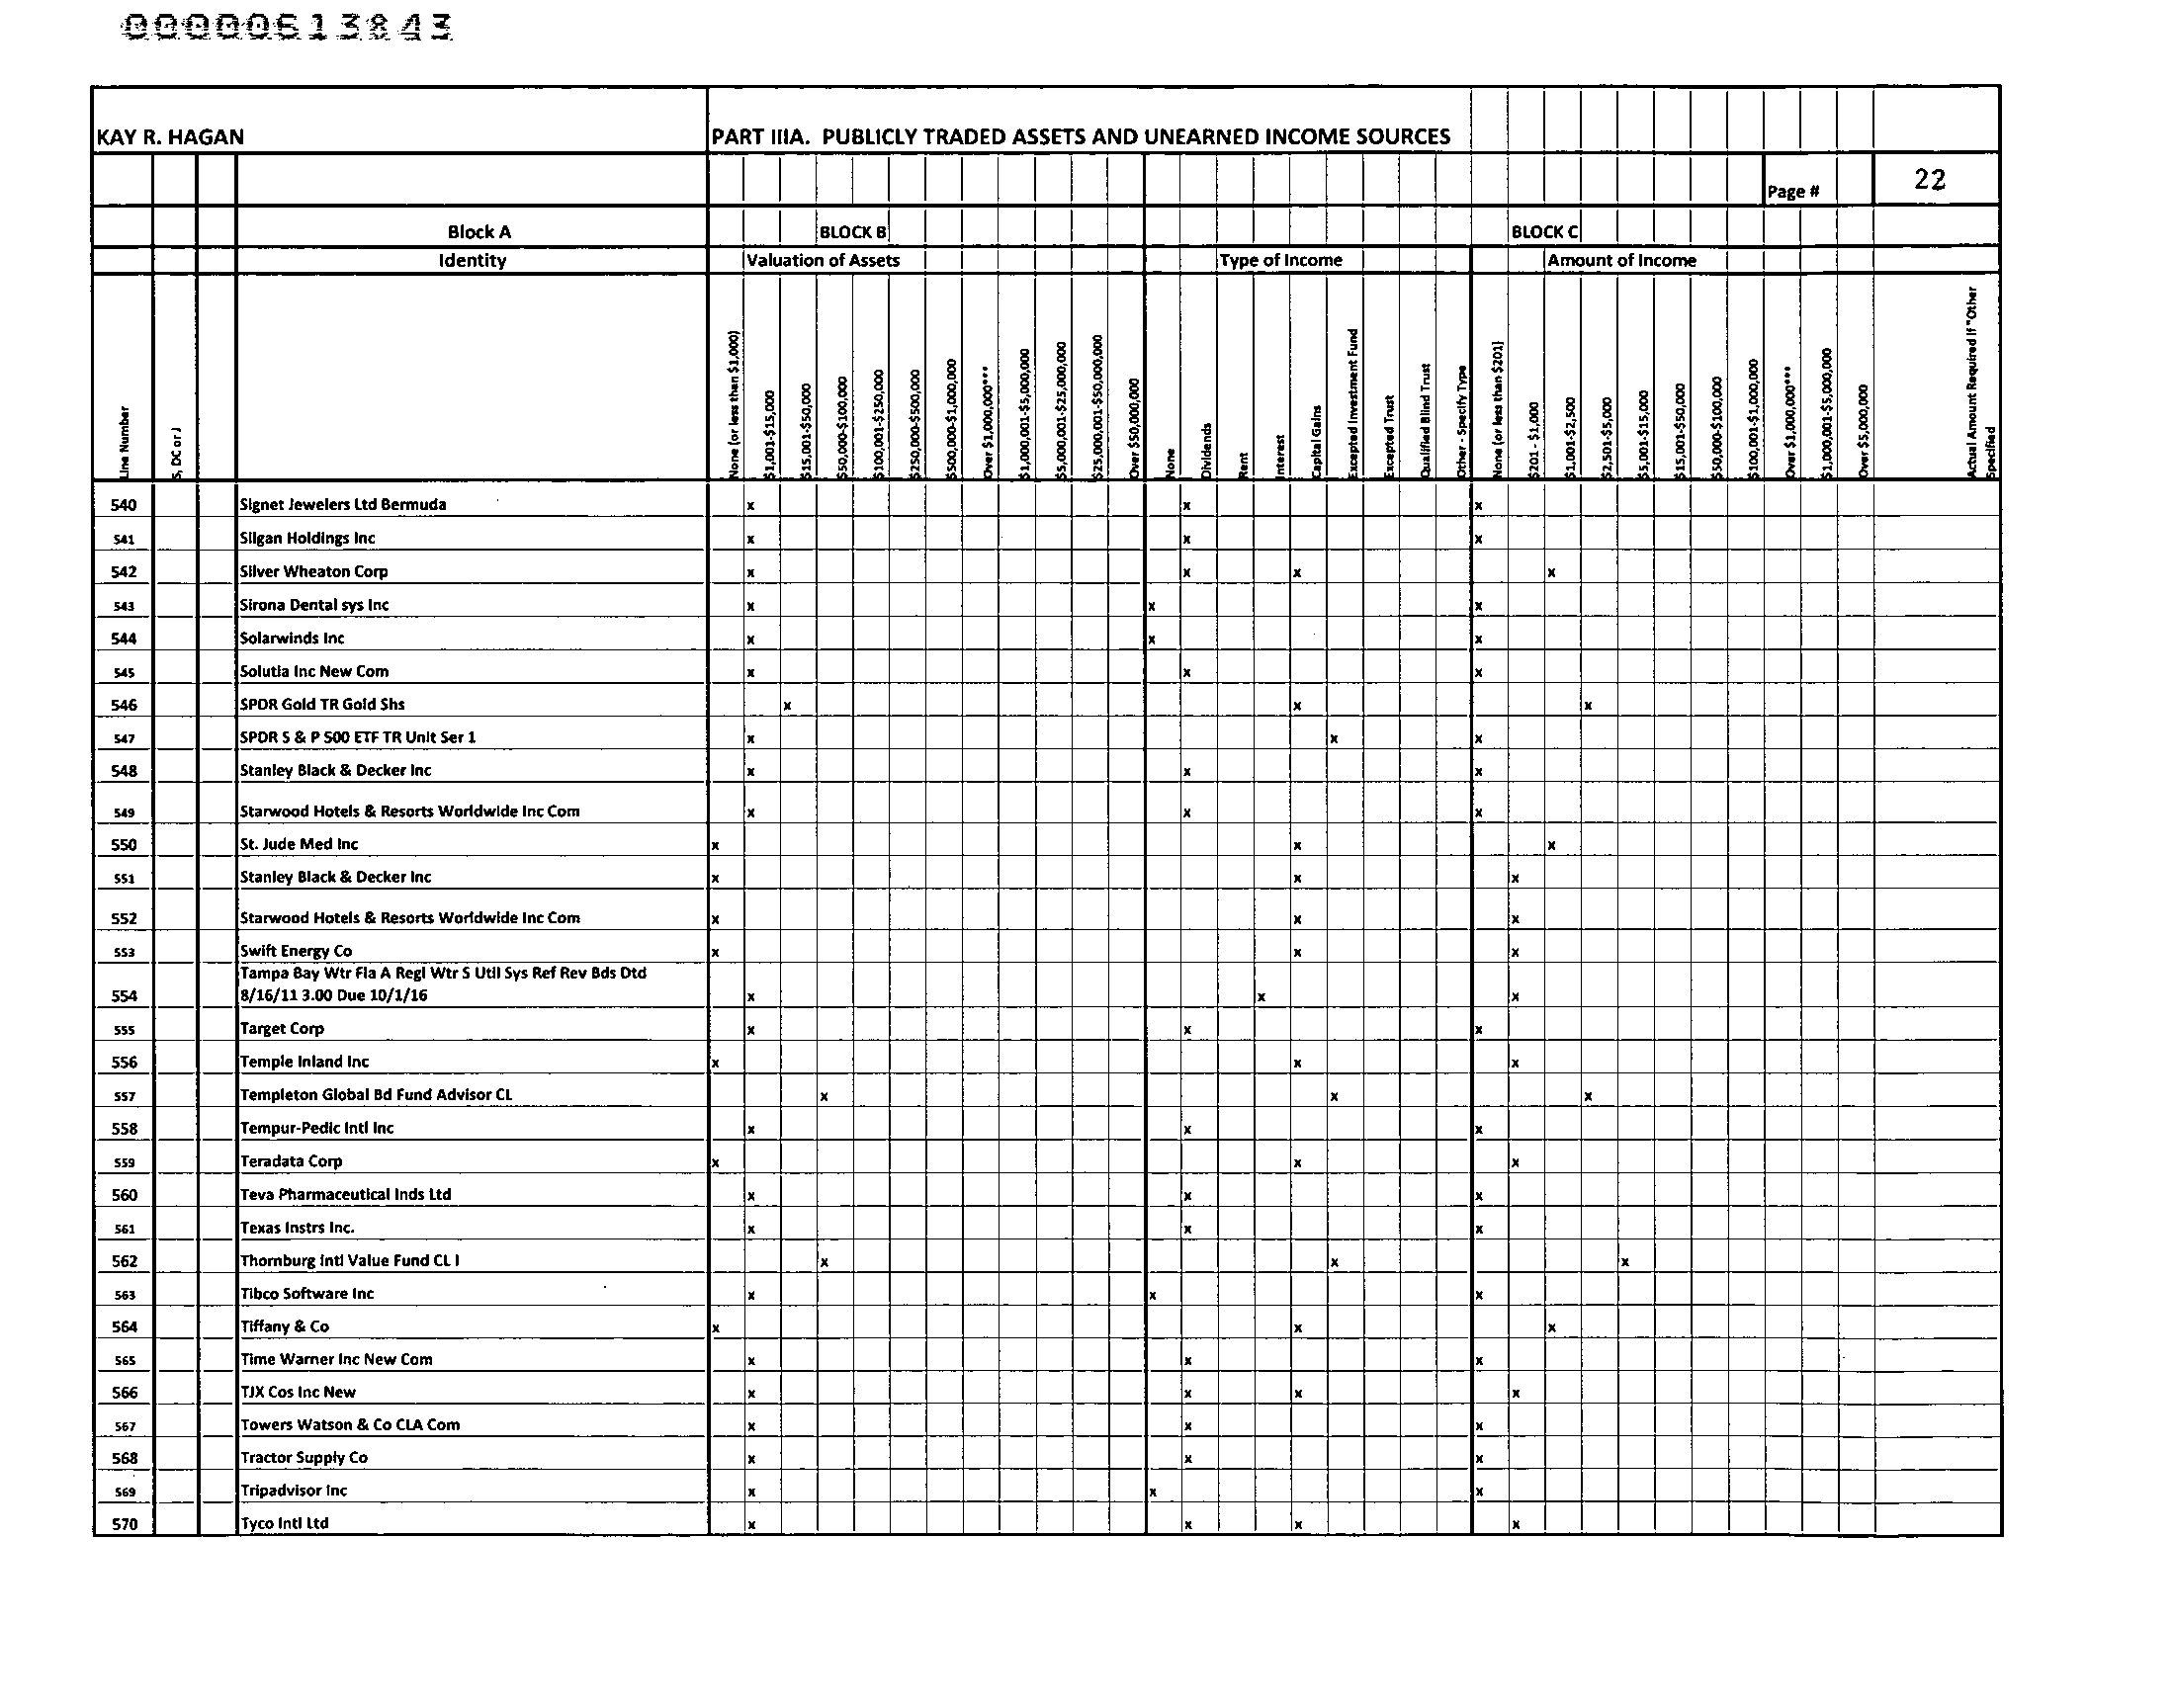 00000613843
KAY R. HAGAN PART IIIA. PUBLICLY TRADED ASSETS AND UNEARNED INCOME SOURCES
Page # 22
Block A BLOCK B BLOCK C
Identity Valuation of Assets Type of Income Amount of Income
Line Number
S, DC or J
None (or less than $1,000)
$1,001-$15,000
$15,001-$50,000
$50,000-$100,000
$100,001-$250,000
$250,000-$500,000
$500,000-$1,000,000
Over $1,000,000***
$1,000,001-$5,000,000
$5,000,001-$25,000,000
$25,000,001-$50,000,000
Over $50,000,000
None
Dividends
Rent
Interest
Capital Gains
Excepted Investment Fund
Excepted Trust
Qualified Blind Trust
Other - Specify Type
None (or less than $201)
$201 - $1,000
$1,001-$2,500
$2,501-$5,000
$5,001-$15,000
$15,001-$50,000
$50,000-$100,000
$100,001-$1,000,000
Over $1,000,000***
$1,000,001-$5,000,000
Over $5,000,000
Actual Amount Required If "Other
Specified
540 Signet Jewelers Ltd Bermuda x x x
541 Silgan Holdings Inc x x x
542 Silver Wheaton Corp x x x x
543 Sirona Dental sys Inc x x x
544 Solarwinds Inc x x x
545 Solutia Inc New Com x x x
546 SPDR Gold TR Gold Shs x x x
547 SPDR S & P 500 ETF TR Unit Ser 1 x x x
548 Stanley Black & Decker Inc x x x
549 Starwood Hotels & Resorts Worldwide Inc Com x x x
550 St. Jude Med Inc x x x
551 Stanley Black & Decker Inc x x x
552 Starwood Hotels & Resorts Worldwide Inc Com x x x
553 Swift Energy Co x x x
Tampa Bay Wtr Fla A Regl Wtr S Util Sys Ref Rev Bds Dtd
554 8/16/11 3.00 Due 10/1/16 x x x
555 Target Corp x x x
556 Temple Inland Inc x x x
557 Templeton Global Bd Fund Advisor CL x x x
558 Tempur-Pedic Intl Inc x x x
559 Teradata Corp x x x
560 Teva Pharmaceutical Inds Ltd x x x
561 Texas Instrs Inc. x x x
562 Thornburg Intl Value Fund CL I x x x
563 Tibco Software Inc x x x
564 Tiffany & Co x x x
565 Time Warner Inc New Com x x x
566 TJX Cos Inc New x x x x
567 Towers Watson & Co CLA Com x x x
568 Tractor Supply Co x x x
569 Tripadvisor Inc x x x
570 Tyco Intl Ltd x x x x